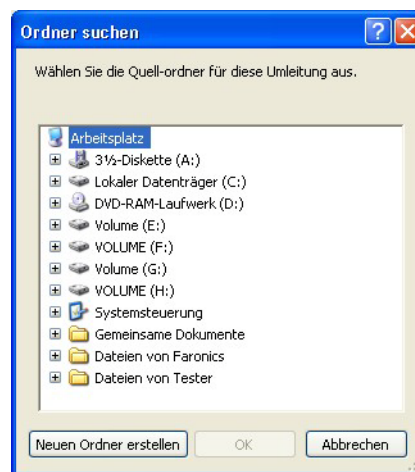 Ordner suchen
Wählen Sie die Quell-ordner für diese Umleitung aus.
Arbeitsplatz
3½-Diskette (A:)
Lokaler Datenträger (C:)
DVD-RAM-Laufwerk (D:)
Volume (E:)
VOLUME (F:)
Volume (G:)
VOLUME (H:)
Systemsteuerung
Gemeinsame Dokumente
Dateien von Faronics
Dateien von Tester
Neuen Ordner erstellen OK Abbrechen